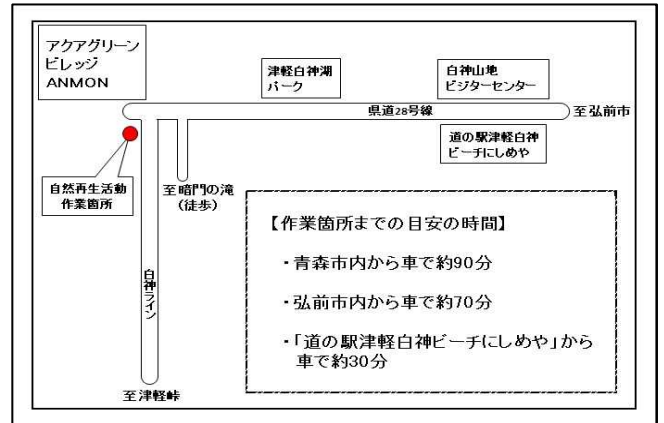 アクアグリーン
ビレッジ
ANMON
津軽白神湖
パーク
白神山地
ビジターセンター
県道28号線
至弘前市
道の駅津軽白神
ビーチにしめや
自然再生活動
作業箇所
至暗門の滝
(徒歩)
白神ライン
至津軽峠
【作業箇所までの目安の時間】
・青森市内から車で約90分
・弘前市内から車で約70分
・「道の駅津軽白神ビーチにしめや」から
車で約30分